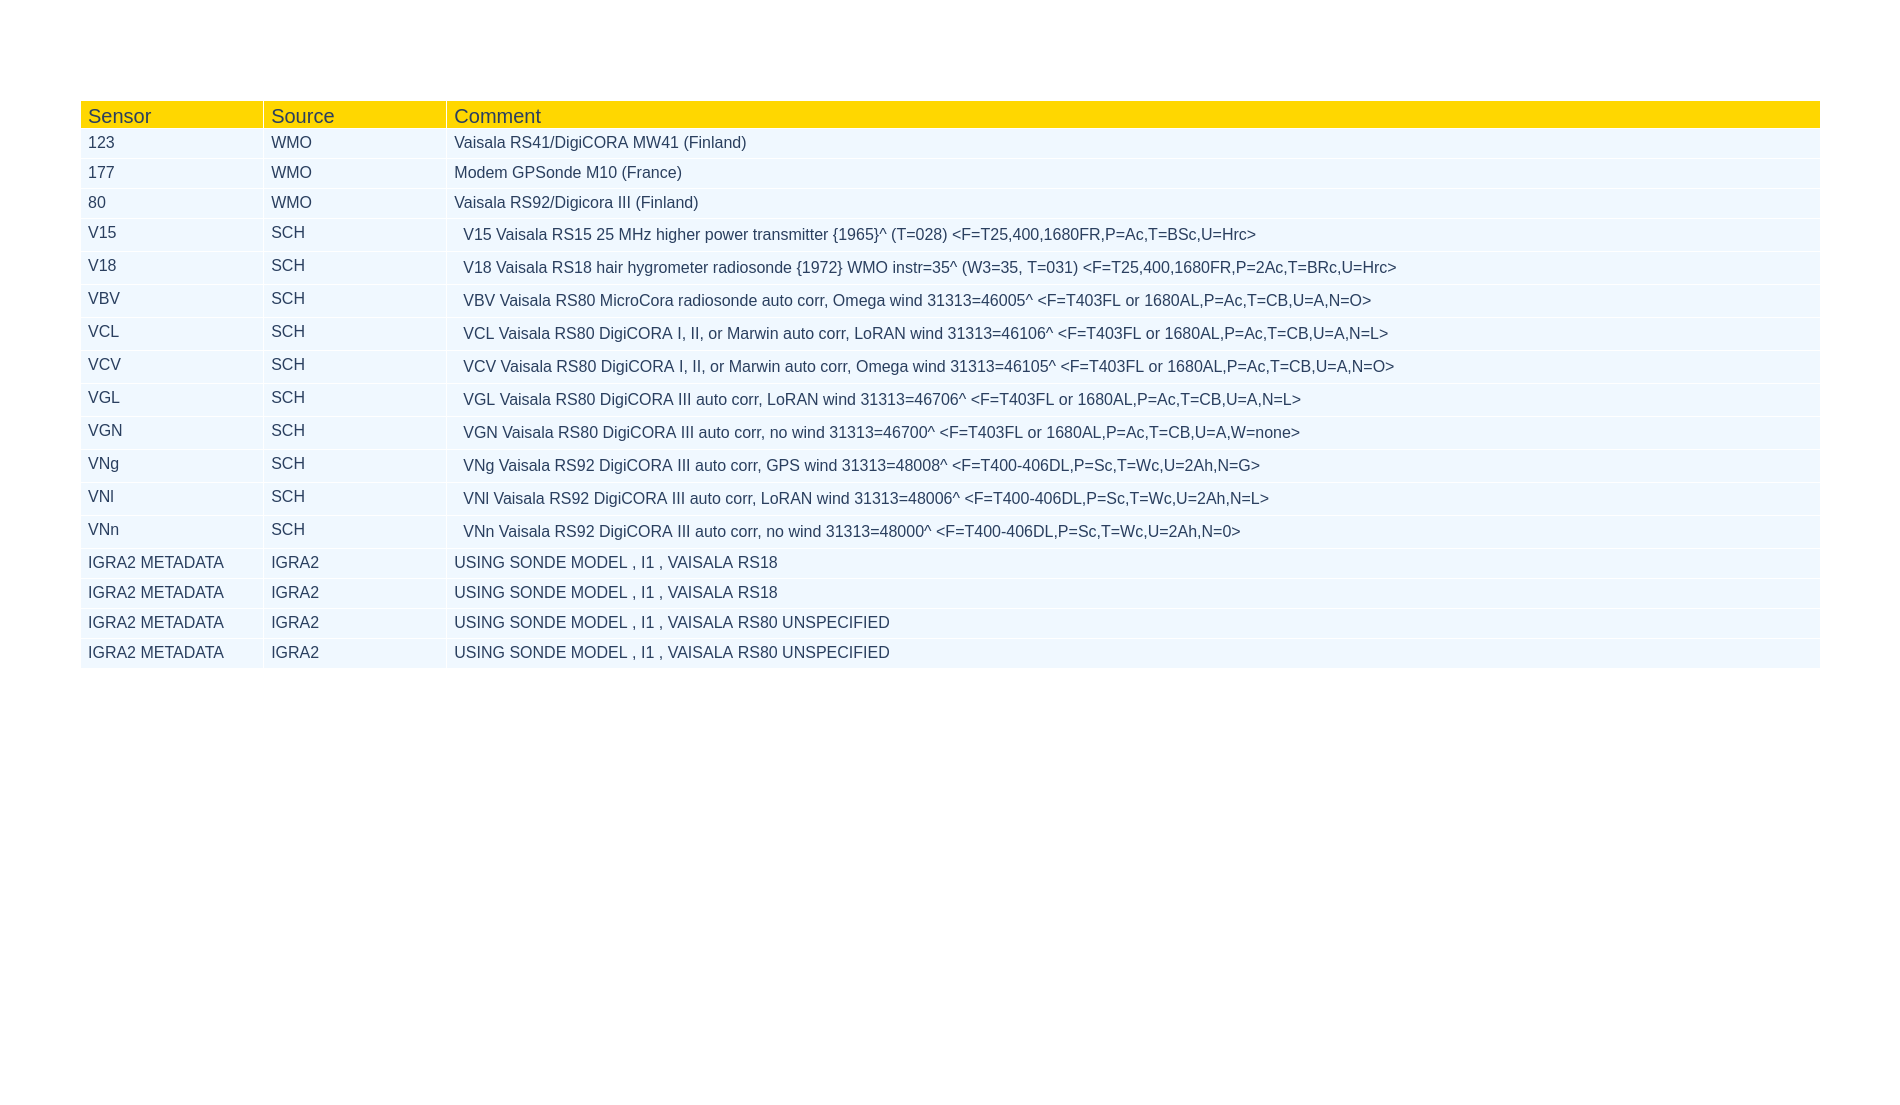 Sensor Source Comment
123 WMO Vaisala RS41/DigiCORA MW41 (Finland)
177 WMO Modem GPSonde M10 (France)
80 WMO Vaisala RS92/Digicora III (Finland)
V15 SCH V15 Vaisala RS15 25 MHz higher power transmitter {1965}^ (T=028) <F=T25,400,1680FR,P=Ac,T=BSc,U=Hrc>
V18 SCH V18 Vaisala RS18 hair hygrometer radiosonde {1972} WMO instr=35^ (W3=35, T=031) <F=T25,400,1680FR,P=2Ac,T=BRc,U=Hrc>
VBV SCH VBV Vaisala RS80 MicroCora radiosonde auto corr, Omega wind 31313=46005^ <F=T403FL or 1680AL,P=Ac,T=CB,U=A,N=O>
VCL SCH VCL Vaisala RS80 DigiCORA I, II, or Marwin auto corr, LoRAN wind 31313=46106^ <F=T403FL or 1680AL,P=Ac,T=CB,U=A,N=L>
VCV SCH VCV Vaisala RS80 DigiCORA I, II, or Marwin auto corr, Omega wind 31313=46105^ <F=T403FL or 1680AL,P=Ac,T=CB,U=A,N=O>
VGL SCH VGL Vaisala RS80 DigiCORA III auto corr, LoRAN wind 31313=46706^ <F=T403FL or 1680AL,P=Ac,T=CB,U=A,N=L>
VGN SCH VGN Vaisala RS80 DigiCORA III auto corr, no wind 31313=46700^ <F=T403FL or 1680AL,P=Ac,T=CB,U=A,W=none>
VNg SCH VNg Vaisala RS92 DigiCORA III auto corr, GPS wind 31313=48008^ <F=T400-406DL,P=Sc,T=Wc,U=2Ah,N=G>
VNl SCH VNl Vaisala RS92 DigiCORA III auto corr, LoRAN wind 31313=48006^ <F=T400-406DL,P=Sc,T=Wc,U=2Ah,N=L>
VNn SCH VNn Vaisala RS92 DigiCORA III auto corr, no wind 31313=48000^ <F=T400-406DL,P=Sc,T=Wc,U=2Ah,N=0>
IGRA2 METADATA IGRA2 USING SONDE MODEL , I1 , VAISALA RS18
IGRA2 METADATA IGRA2 USING SONDE MODEL , I1 , VAISALA RS18
IGRA2 METADATA IGRA2 USING SONDE MODEL , I1 , VAISALA RS80 UNSPECIFIED
IGRA2 METADATA IGRA2 USING SONDE MODEL , I1 , VAISALA RS80 UNSPECIFIED